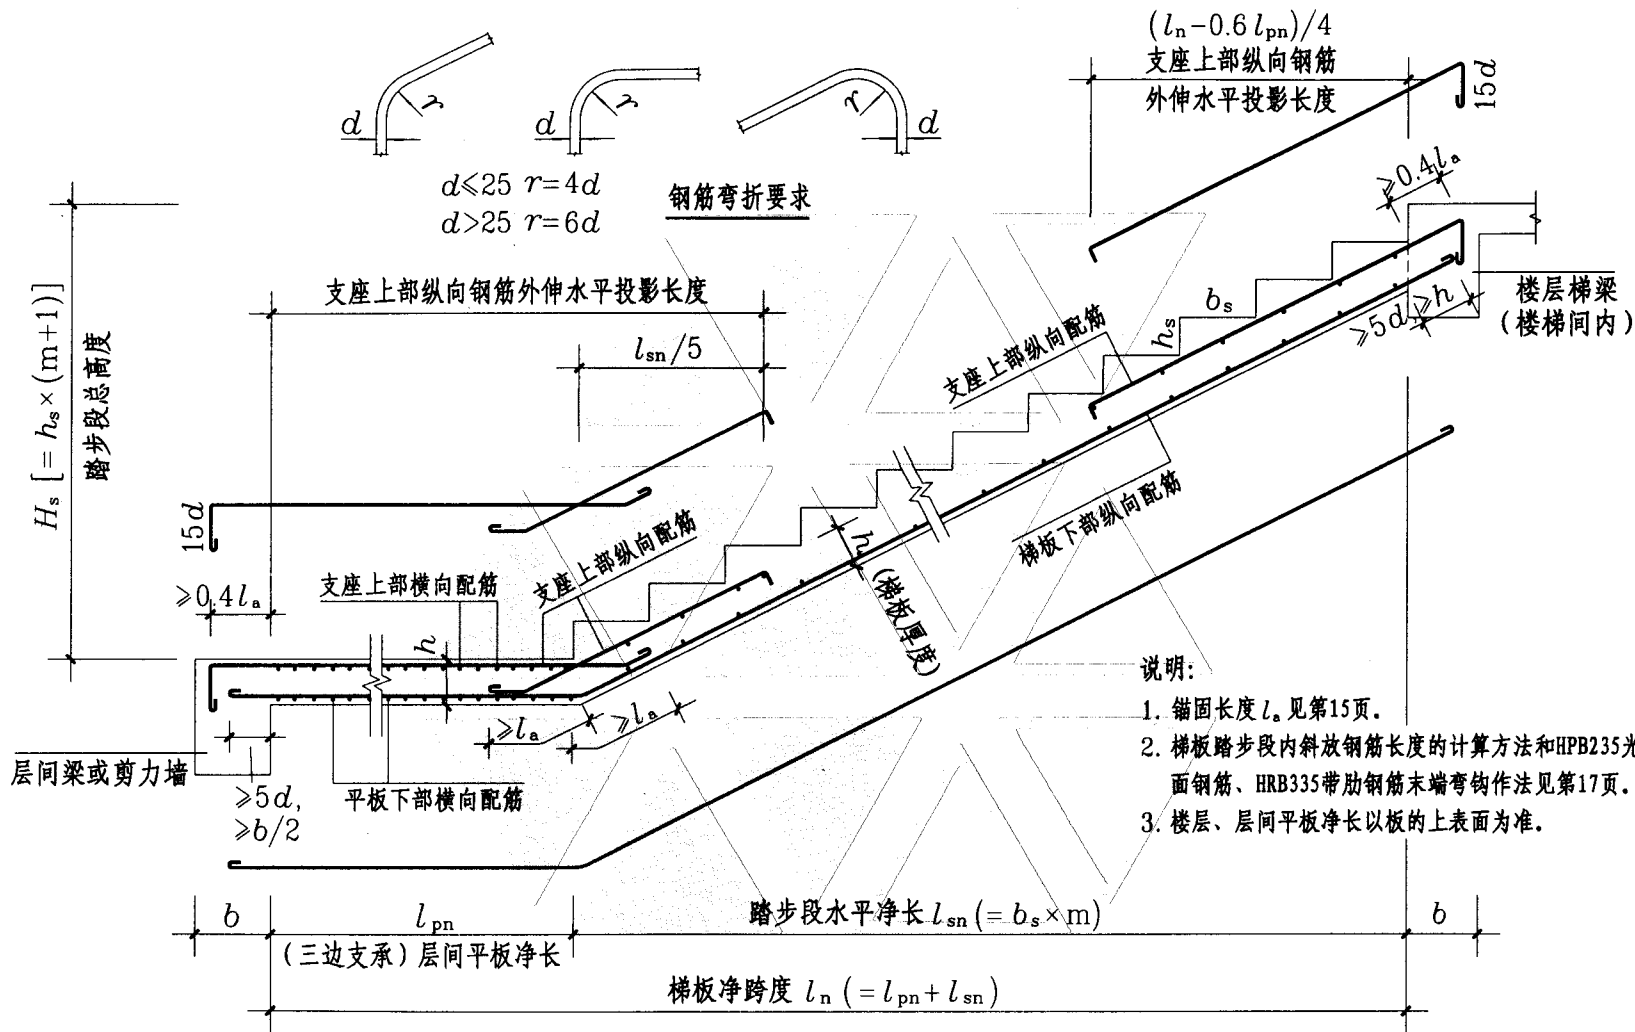 (lₙ-0.6lₚₙ)/4
支座上部纵向钢筋
外伸水平投影长度
15d
r
r
r
d
d
d
d≤25 r=4d
d>25 r=6d
钢筋弯折要求
≥0.4lₐ
支座上部纵向钢筋外伸水平投影长度
lₛₙ/5
Hₛ[=hₛ×(m+1)]
踏步段总高度
bₛ
hₛ
楼层梯梁
(楼梯间内)
≥5d,≥h
支座上部纵向配筋
15d
梯板下部纵向配筋
h
(梯板厚度)
≥0.4lₐ
支座上部横向配筋
支座上部纵向配筋
h
≥lₐ
≥lₐ
层间梁或剪力墙
≥5d,
≥b/2
平板下部横向配筋
说明:
1. 锚固长度lₐ见第15页。
2. 梯板踏步段内斜放钢筋长度的计算方法和HPB235光
面钢筋、HRB335带肋钢筋末端弯钩作法见第17页。
3. 楼层、层间平板净长以板的上表面为准。
b
lₚₙ
踏步段水平净长 lₛₙ(=bₛ×m)
b
(三边支承)层间平板净长
梯板净跨度 lₙ(=lₚₙ+lₛₙ)